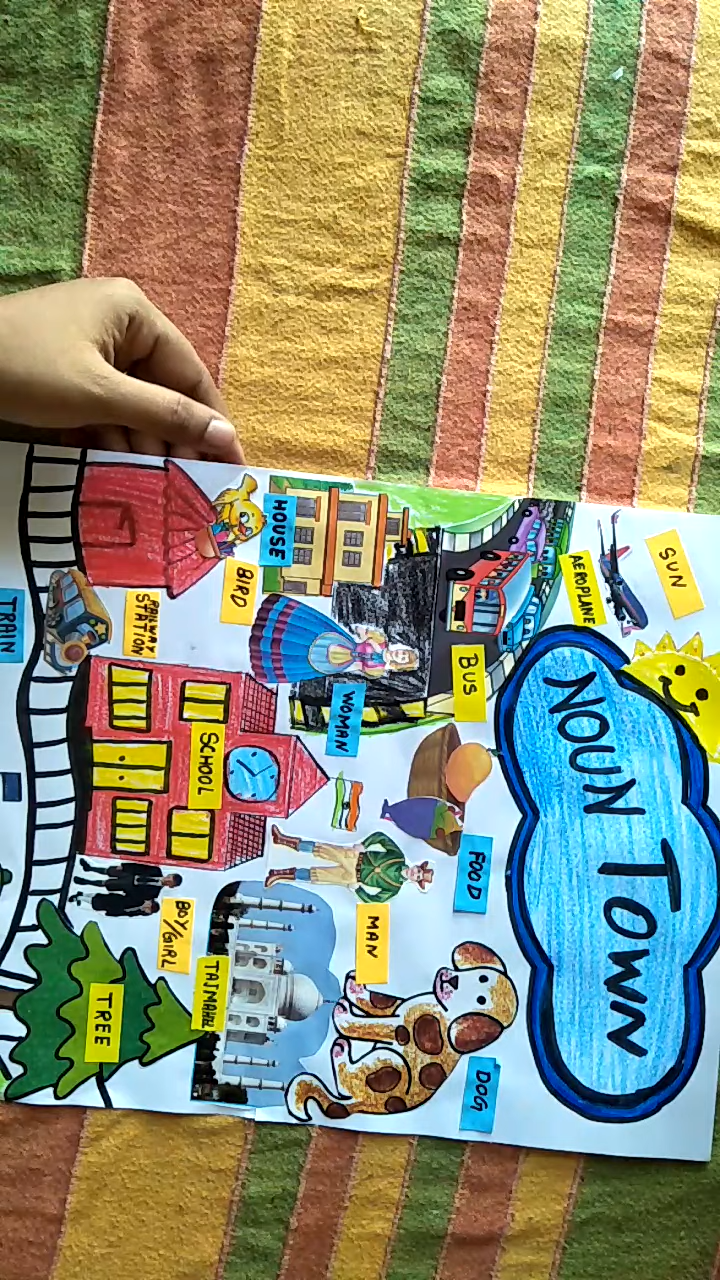 NOUN TOWN
SUN
AEROPLANE
BUS
FOOD
DOG
HOUSE
WOMAN
MAN
BIRD
SCHOOL
TAJMAHAL
RAILWAY
STATION
BOY/GIRL
TREE
TRAIN